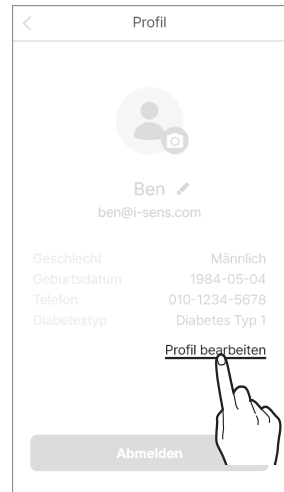 Profil
Ben
ben@i-sens.com
Geschlecht Männlich
Geburtsdatum 1984-05-04
Telefon 010-1234-5678
Diabetestyp Diabetes Typ 1
Profil bearbeiten
Abmelden